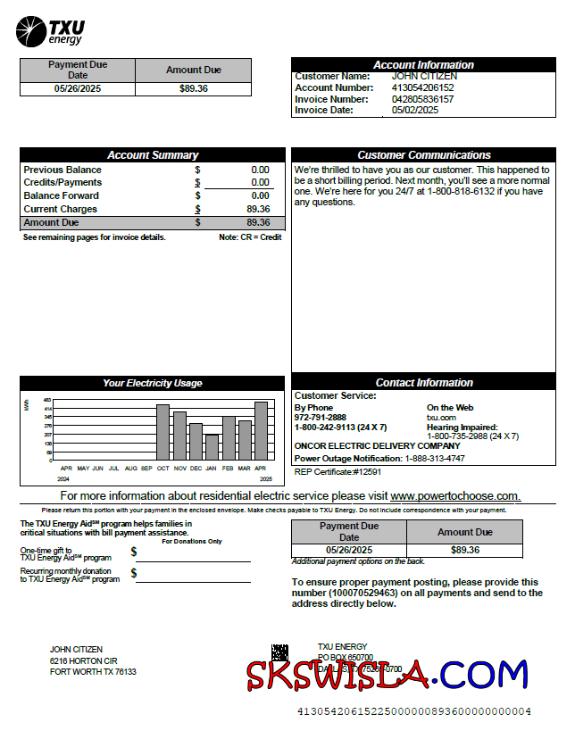 TXU
energy
Payment Due
Date
Amount Due
05/26/2025
$89.36
Account Information
Customer Name: JOHN CITIZEN
Account Number: 413054206152
Invoice Number: 042805836157
Invoice Date: 05/02/2025
Account Summary
Previous Balance $ 0.00
Credits/Payments $ 0.00
Balance Forward $ 0.00
Current Charges $ 89.36
Amount Due $ 89.36
See remaining pages for invoice details. Note: CR = Credit
Customer Communications
We're thrilled to have you as our customer. This happened to
be a short billing period. Next month, you'll see a more normal
one. We're here for you 24/7 at 1-800-818-6132 if you have
any questions.
Your Electricity Usage
kWh
483
414
345
276
207
138
69
0
APR MAY JUN JUL AUG SEP OCT NOV DEC JAN FEB MAR APR
2024 2025
Contact Information
Customer Service:
By Phone
972-791-2888
1-800-242-9113 (24 X 7)
On the Web
txu.com
Hearing Impaired:
1-800-735-2988 (24 X 7)
ONCOR ELECTRIC DELIVERY COMPANY
Power Outage Notification: 1-888-313-4747
REP Certificate:#12591
For more information about residential electric service please visit www.powertochoose.com.
Please return this portion with your payment in the enclosed envelope. Make checks payable to TXU Energy. Do not include correspondence with your payment.
The TXU Energy Aid℠ program helps families in
critical situations with bill payment assistance.
For Donations Only
One-time gift to
TXU Energy Aid℠ program $
Recurring monthly donation
to TXU Energy Aid℠ program $
Payment Due
Date
Amount Due
05/26/2025
$89.36
Additional payment options on the back.
To ensure proper payment posting, please provide this
number (100070529463) on all payments and send to the
address directly below.
JOHN CITIZEN
6216 HORTON CIR
FORT WORTH TX 76133
TXU ENERGY
PO BOX 650700
SKSWISLA.COM